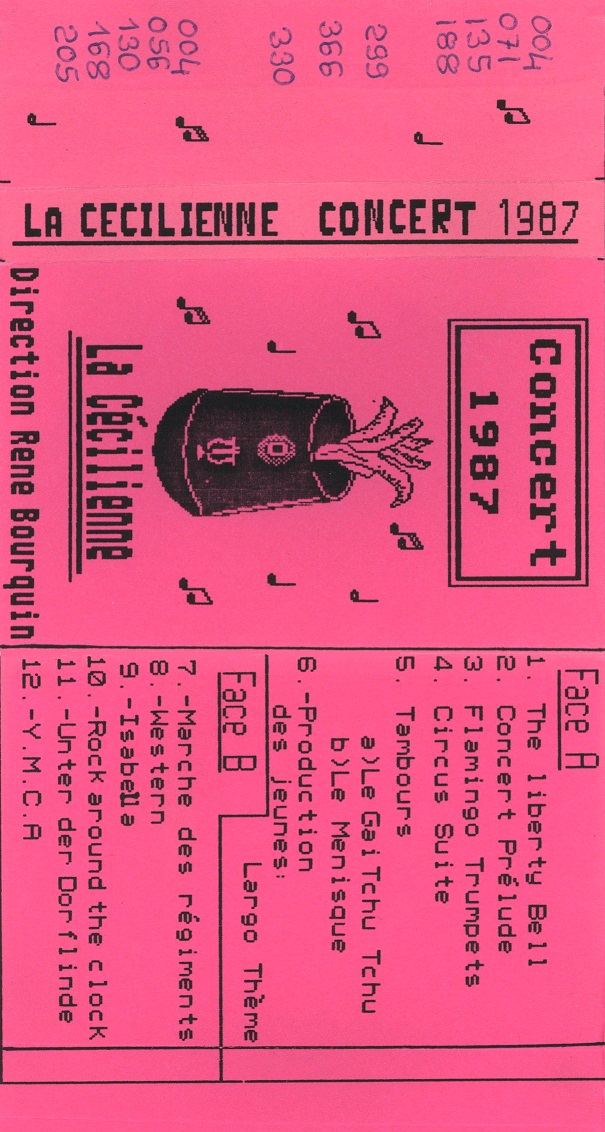 004
071
135
188
299
366
330
004
056
130
168
205
LA CECILIENNE CONCERT 1987
Concert
1987
La Cécilienne
Direction Rene Bourquin
Face A
1. The liberty Bell
2. Concert Prélude
3. Flamingo Trumpets
4. Circus Suite
5. Tambours
a)Le Gai Tchu Tchu
b)Le Menisque
6.-Production
des jeunes:
Largo Thème
Face B
7.-Marche des régiments
8.-Western
9.-Isabella
10.-Rock around the clock
11.-Unter der Dorflinde
12.-Y.M.C.A